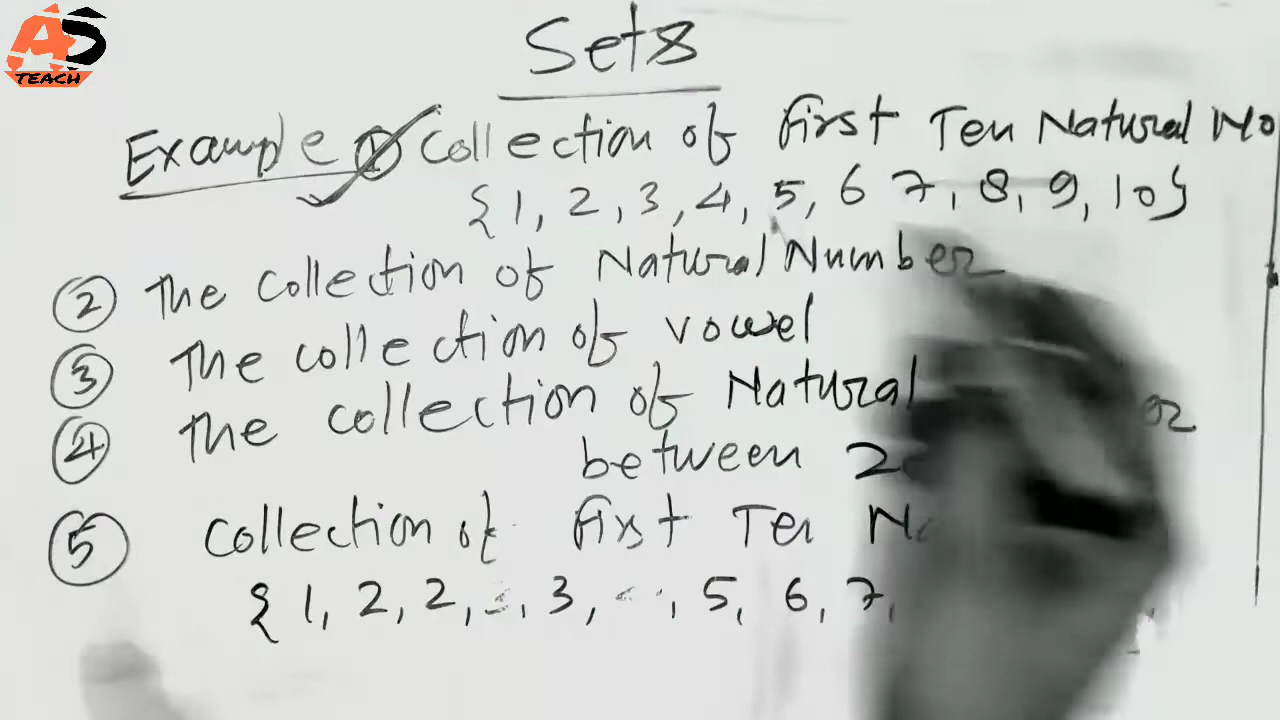 AS
TEACH
Sets
Example ① Collection of first Ten Natural No
{1, 2, 3, 4, 5, 6 7, 8, 9, 10}
② The collection of Natural Number
③ The collection of vowel
④ The collection of Natural
between
⑤ Collection of first Ten
{1, 2, 2, 3, 5, 6, 7,